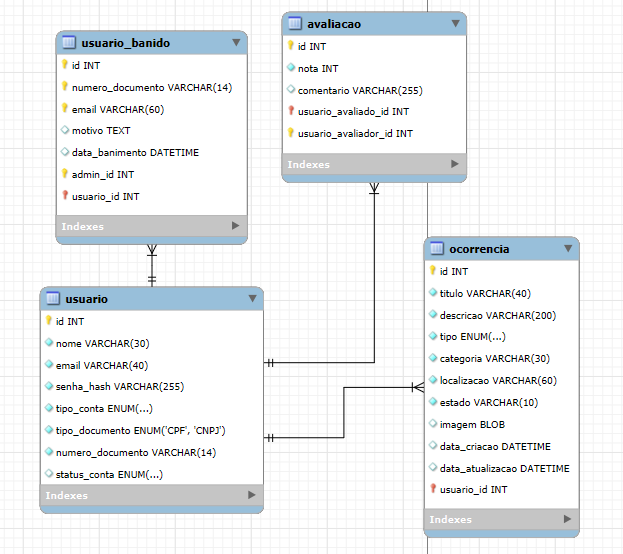 usuario_banido
id INT
numero_documento VARCHAR(14)
email VARCHAR(60)
motivo TEXT
data_banimento DATETIME
admin_id INT
usuario_id INT
Indexes
avaliacao
id INT
nota INT
comentario VARCHAR(255)
usuario_avaliado_id INT
usuario_avaliador_id INT
Indexes
usuario
id INT
nome VARCHAR(30)
email VARCHAR(40)
senha_hash VARCHAR(255)
tipo_conta ENUM(...)
tipo_documento ENUM('CPF', 'CNPJ')
numero_documento VARCHAR(14)
status_conta ENUM(...)
Indexes
ocorrencia
id INT
titulo VARCHAR(40)
descricao VARCHAR(200)
tipo ENUM(...)
categoria VARCHAR(30)
localizacao VARCHAR(60)
estado VARCHAR(10)
imagem BLOB
data_criacao DATETIME
data_atualizacao DATETIME
usuario_id INT
Indexes